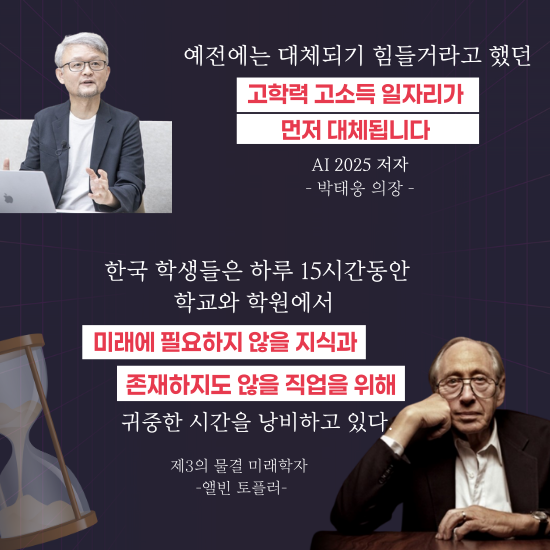 예전에는 대체되기 힘들거라고 했던
고학력 고소득 일자리가
먼저 대체됩니다
AI 2025 저자
- 박태웅 의장 -
한국 학생들은 하루 15시간동안
학교와 학원에서
미래에 필요하지 않을 지식과
존재하지도 않을 직업을 위해
귀중한 시간을 낭비하고 있다.
제3의 물결 미래학자
-앨빈 토플러-